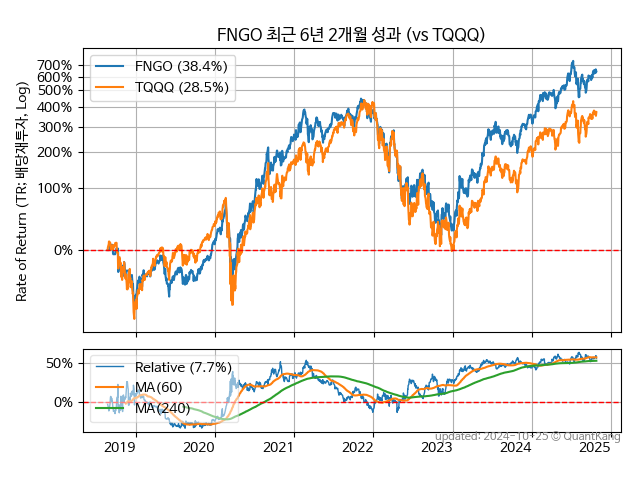 FNGO 최근 6년 2개월 성과 (vs TQQQ)
Rate of Return (TR: 배당재투자, Log)
700%
600%
500%
400%
300%
200%
100%
0%
FNGO (38.4%)
TQQQ (28.5%)
50%
0%
Relative (7.7%)
MA(60)
MA(240)
2019
2020
2021
2022
2023
2024
2025
updated: 2024-10-25 © QuantKang